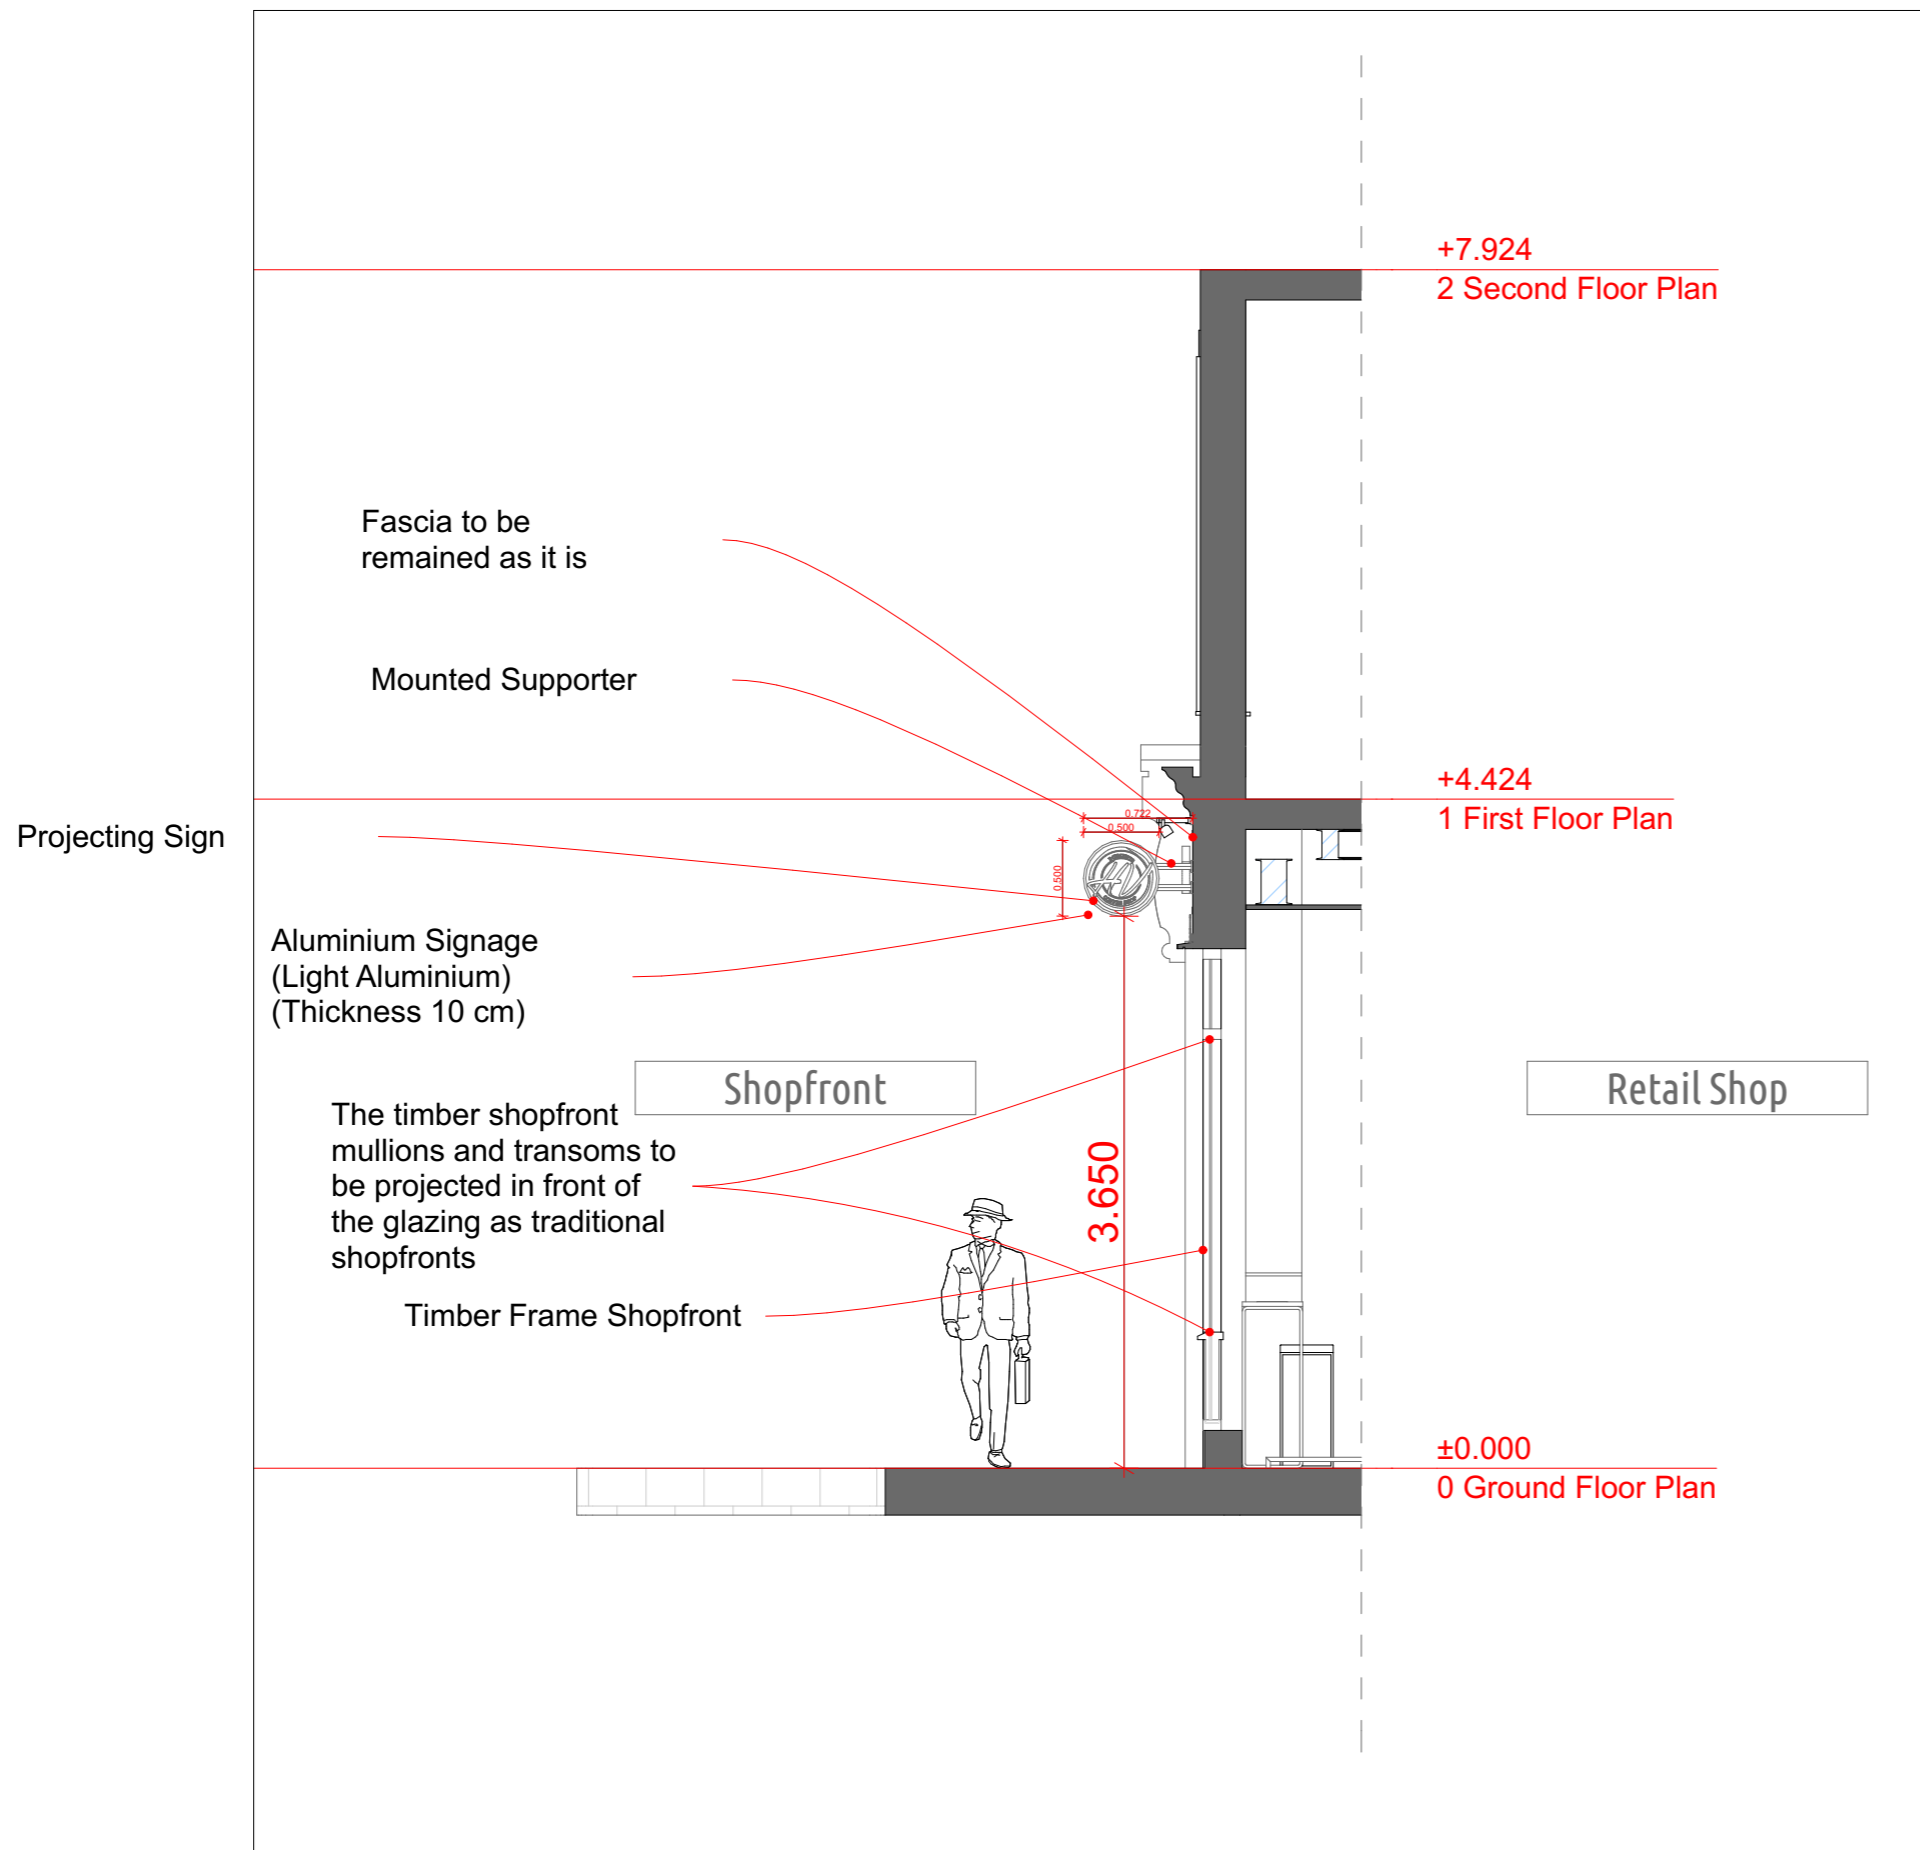 +7.924
2 Second Floor Plan
Fascia to be
remained as it is
Mounted Supporter
+4.424
1 First Floor Plan
0.722
0.500
0.500
Projecting Sign
Aluminium Signage
(Light Aluminium)
(Thickness 10 cm)
Shopfront
Retail Shop
The timber shopfront
mullions and transoms to
be projected in front of
the glazing as traditional
shopfronts
3.650
Timber Frame Shopfront
±0.000
0 Ground Floor Plan